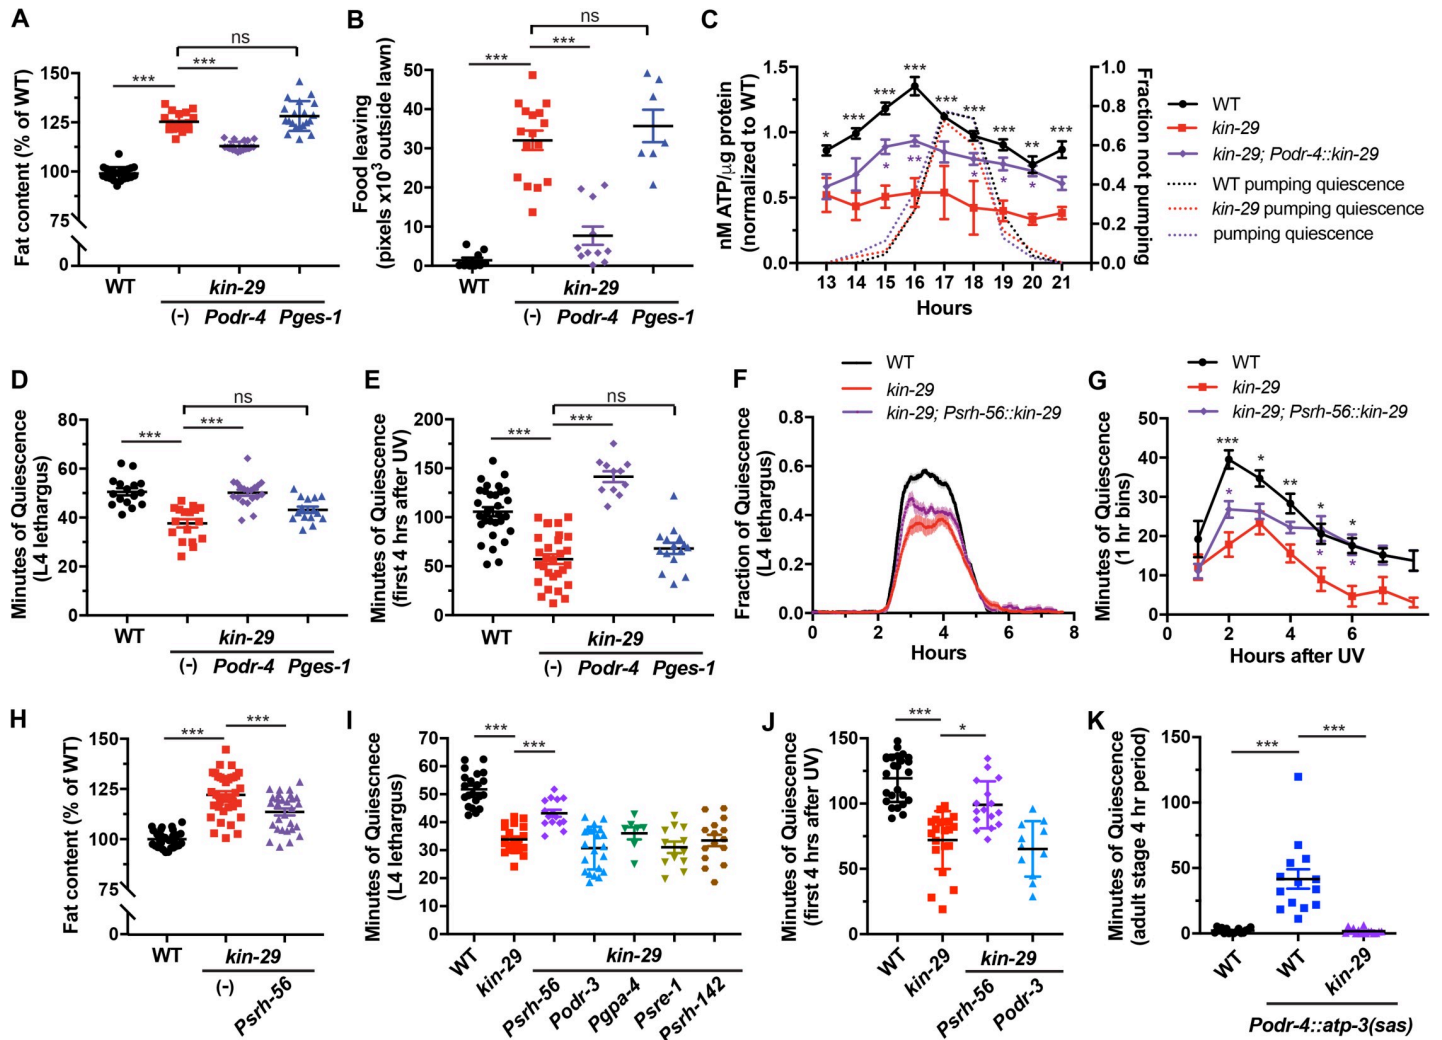 A
Fat content (% of WT)
150
125
100
75
0
***
***
ns
WT
kin-29
(-) Podr-4 Pges-1
B
Food leaving
(pixels x10³ outside lawn)
50
40
30
20
10
0
***
***
ns
WT
kin-29
(-) Podr-4 Pges-1
C
nM ATP/µg protein
(normalized to WT)
1.5
1.0
0.5
0.0
* *** *** *** *** *** *** ** ***
* ** * * *
1.0
0.8
0.6
0.4
0.2
0.0
Fraction not pumping
13 14 15 16 17 18 19 20 21
Hours
WT
kin-29
kin-29; Podr-4::kin-29
WT pumping quiescence
kin-29 pumping quiescence
pumping quiescence
D
Minutes of Quiescence
(L4 lethargus)
80
60
40
20
0
***
***
ns
WT
kin-29
(-) Podr-4 Pges-1
E
Minutes of Quiescence
(first 4 hrs after UV)
200
150
100
50
0
***
***
ns
WT
kin-29
(-) Podr-4 Pges-1
F
WT
kin-29
kin-29; Psrh-56::kin-29
Fraction of Quiescence
(L4 lethargus)
0.8
0.6
0.4
0.2
0.0
0 2 4 6 8
Hours
G
WT
kin-29
kin-29; Psrh-56::kin-29
Minutes of Quiescence
(1 hr bins)
50
40
30
20
10
0
*** * ** * *
* * *
0 2 4 6
Hours after UV
H
Fat content (% of WT)
150
125
100
75
0
***
***
WT
kin-29
(-)
Psrh-56
I
Minutes of Quiescnece
(L4 lethargus)
70
60
50
40
30
20
10
0
***
***
WT
kin-29
kin-29
Psrh-56
Podr-3
Pgpa-4
Psre-1
Psrh-142
J
Minutes of Quiescence
(first 4 hrs after UV)
150
100
50
0
***
*
WT
kin-29
kin-29
Psrh-56
Podr-3
K
Minutes of Quiescence
(adult stage 4 hr period)
150
100
50
0
***
***
WT
WT
kin-29
Podr-4::atp-3(sas)